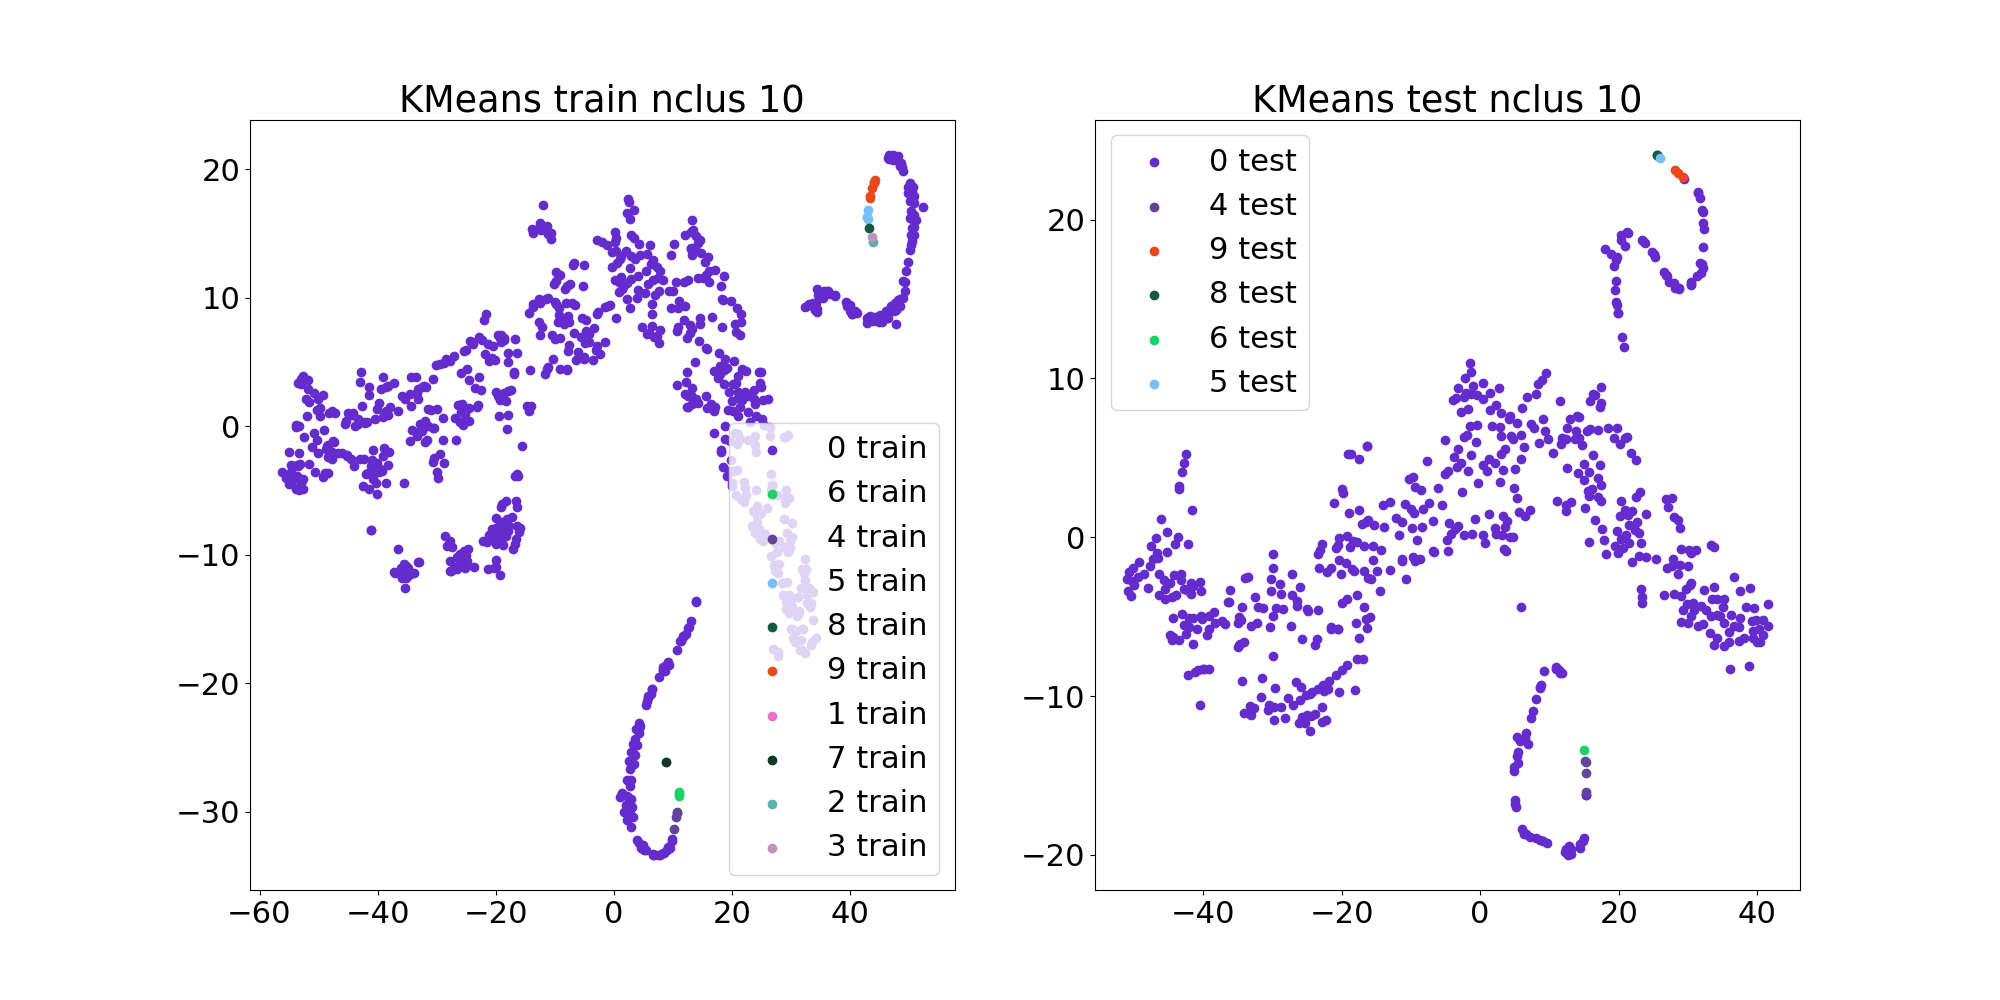 KMeans train nclus 10
20
10
0
−10
−20
−30
−60
−40
−20
0
20
40
0 train
6 train
4 train
5 train
8 train
9 train
1 train
7 train
2 train
3 train
KMeans test nclus 10
20
10
0
−10
−20
−40
−20
0
20
40
0 test
4 test
9 test
8 test
6 test
5 test